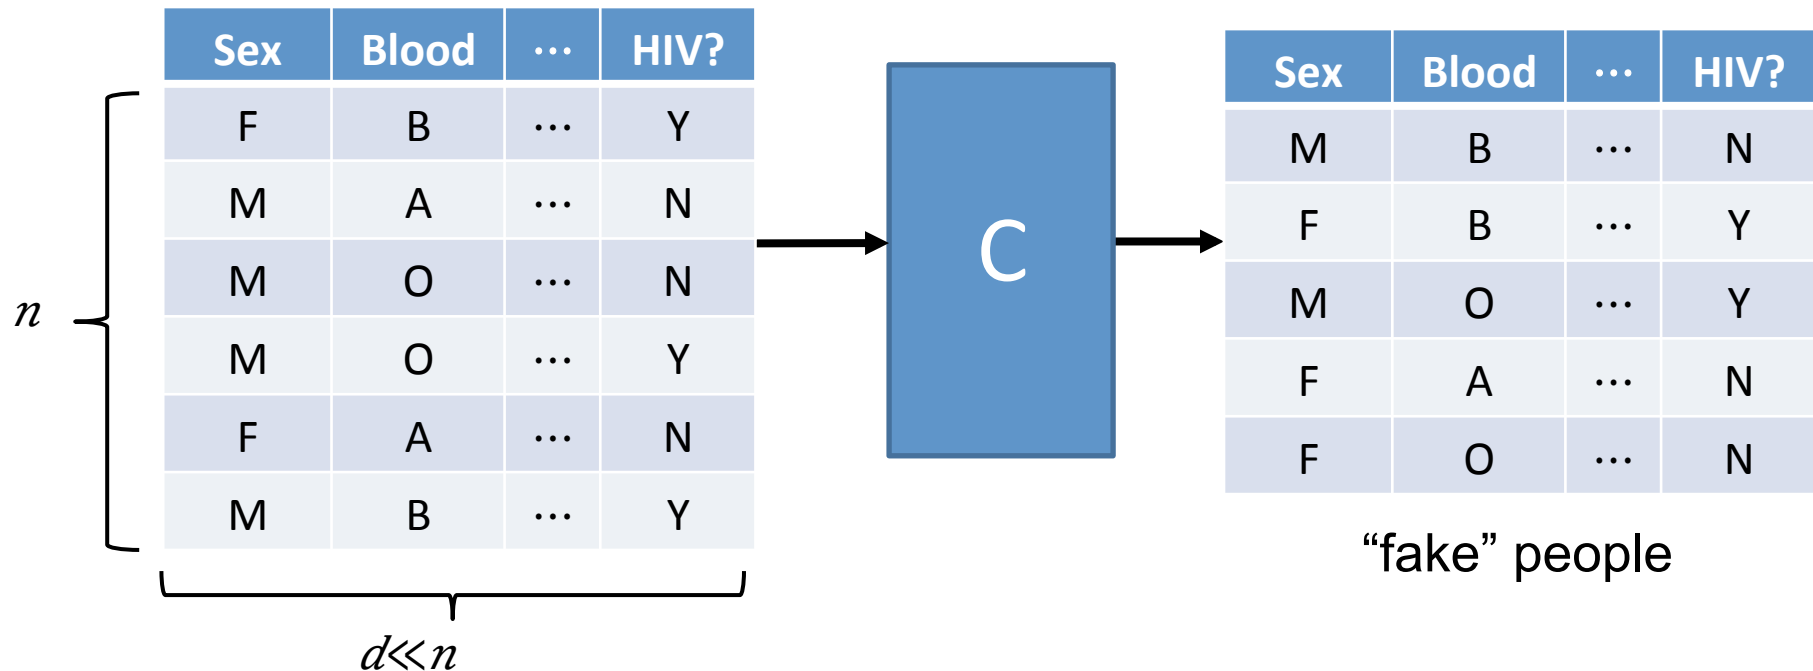 Sex Blood ... HIV?
F B ... Y
M A ... N
M O ... N
M O ... Y
F A ... N
M B ... Y
n
d≪n
C
Sex Blood ... HIV?
M B ... N
F B ... Y
M O ... Y
F A ... N
F O ... N
“fake” people